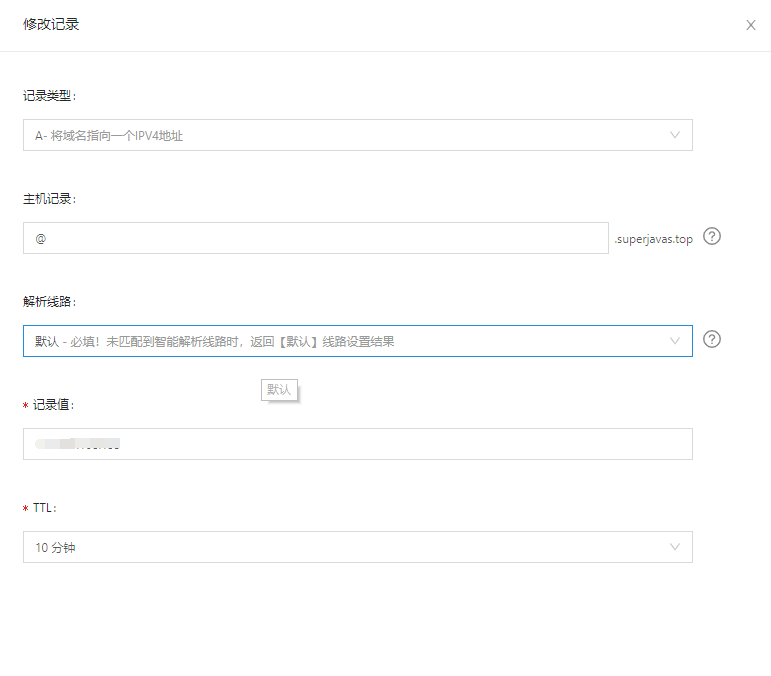 修改记录
记录类型：
A- 将域名指向一个IPV4地址
主机记录：
@
.superjavas.top
解析线路：
默认 - 必填！未匹配到智能解析线路时，返回【默认】线路设置结果
默认
* 记录值：
* TTL：
10 分钟